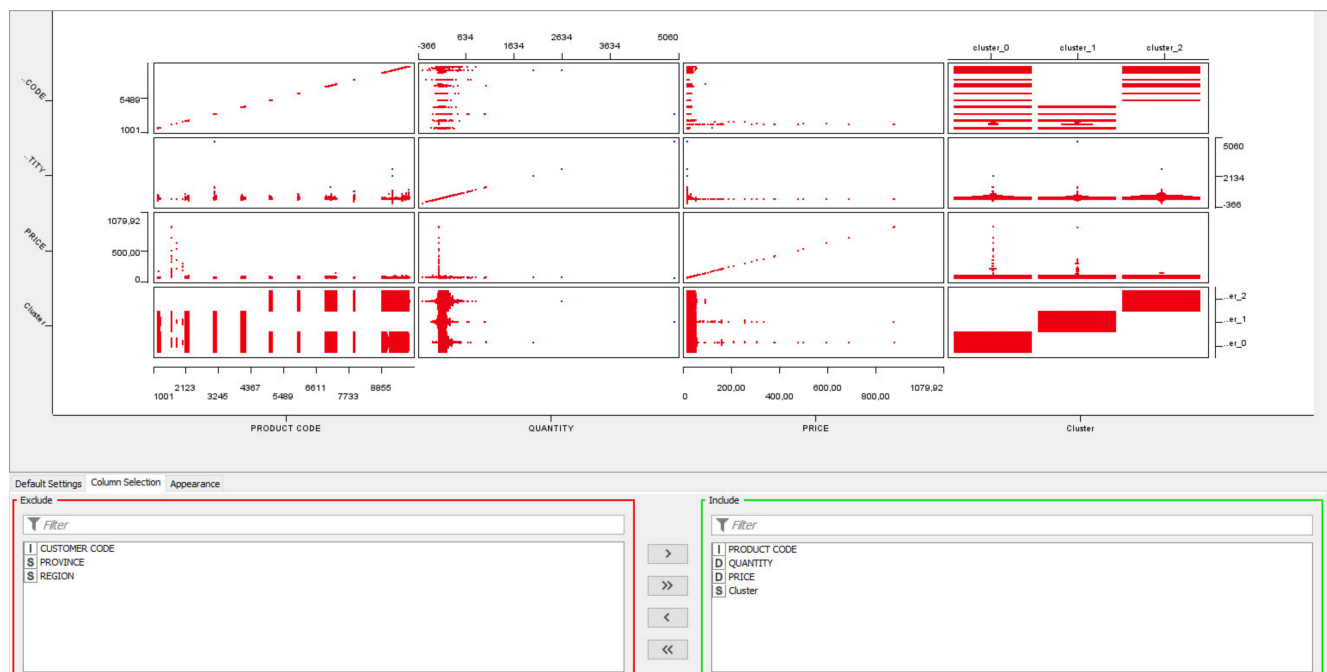 634 2634 5060
-366 1634 3634
cluster_0 cluster_1 cluster_2
..CODE
5489
1001
..TITY
5060
2134
-366
PRICE
1079,92
500,00
0
Cluster
..er_2
..er_1
..er_0
2123 4367 6611 8855
1001 3245 5489 7733
200,00 600,00 1079,92
0 400,00 800,00
PRODUCT CODE QUANTITY PRICE Cluster
Default Settings Column Selection Appearance
Exclude Include
Filter Filter
I CUSTOMER CODE
S PROVINCE
S REGION
I PRODUCT CODE
D QUANTITY
D PRICE
S Cluster
>
>>
<
<<